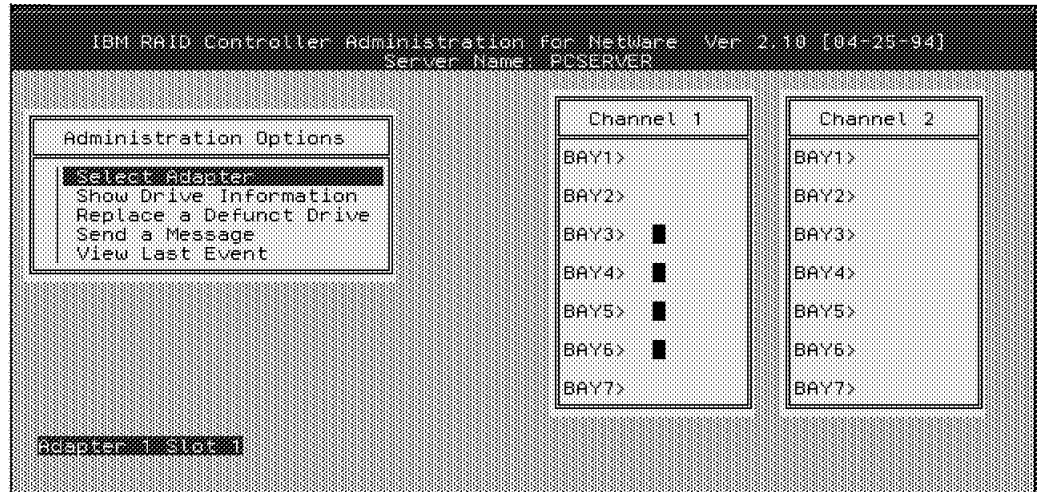 IBM RAID Controller Administration for NetWare Ver 2.10 [04-25-94]
Server Name: PCSERVER
Administration Options
Select Adapter
Show Drive Information
Replace a Defunct Drive
Send a Message
View Last Event
Channel 1
BAY1>
BAY2>
BAY3>
BAY4>
BAY5>
BAY6>
BAY7>
Channel 2
BAY1>
BAY2>
BAY3>
BAY4>
BAY5>
BAY6>
BAY7>
Adapter 1 Slot 1